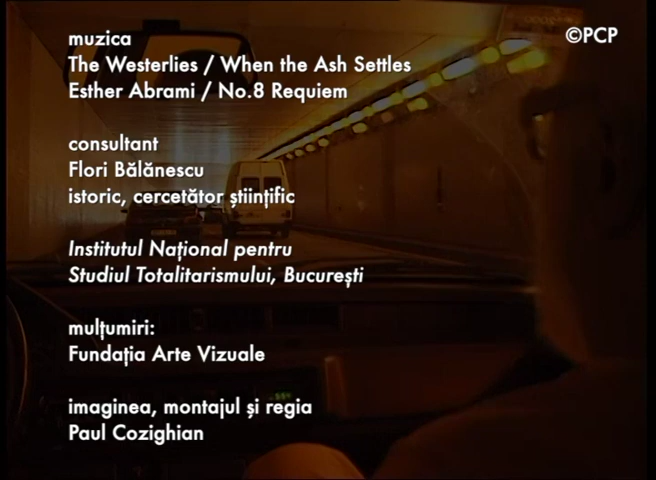 muzica
©PCP
The Westerlies / When the Ash Settles
Esther Abrami / No.8 Requiem
consultant
Flori Bălănescu
istoric, cercetător științific
Institutul Național pentru
Studiul Totalitarismului, București
mulțumiri:
Fundația Arte Vizuale
imaginea, montajul și regia
Paul Cozighian